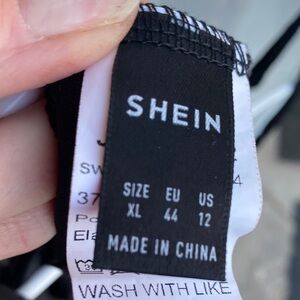 SHEIN
SIZE EU US
XL 44 12
MADE IN CHINA
WASH WITH LIKE